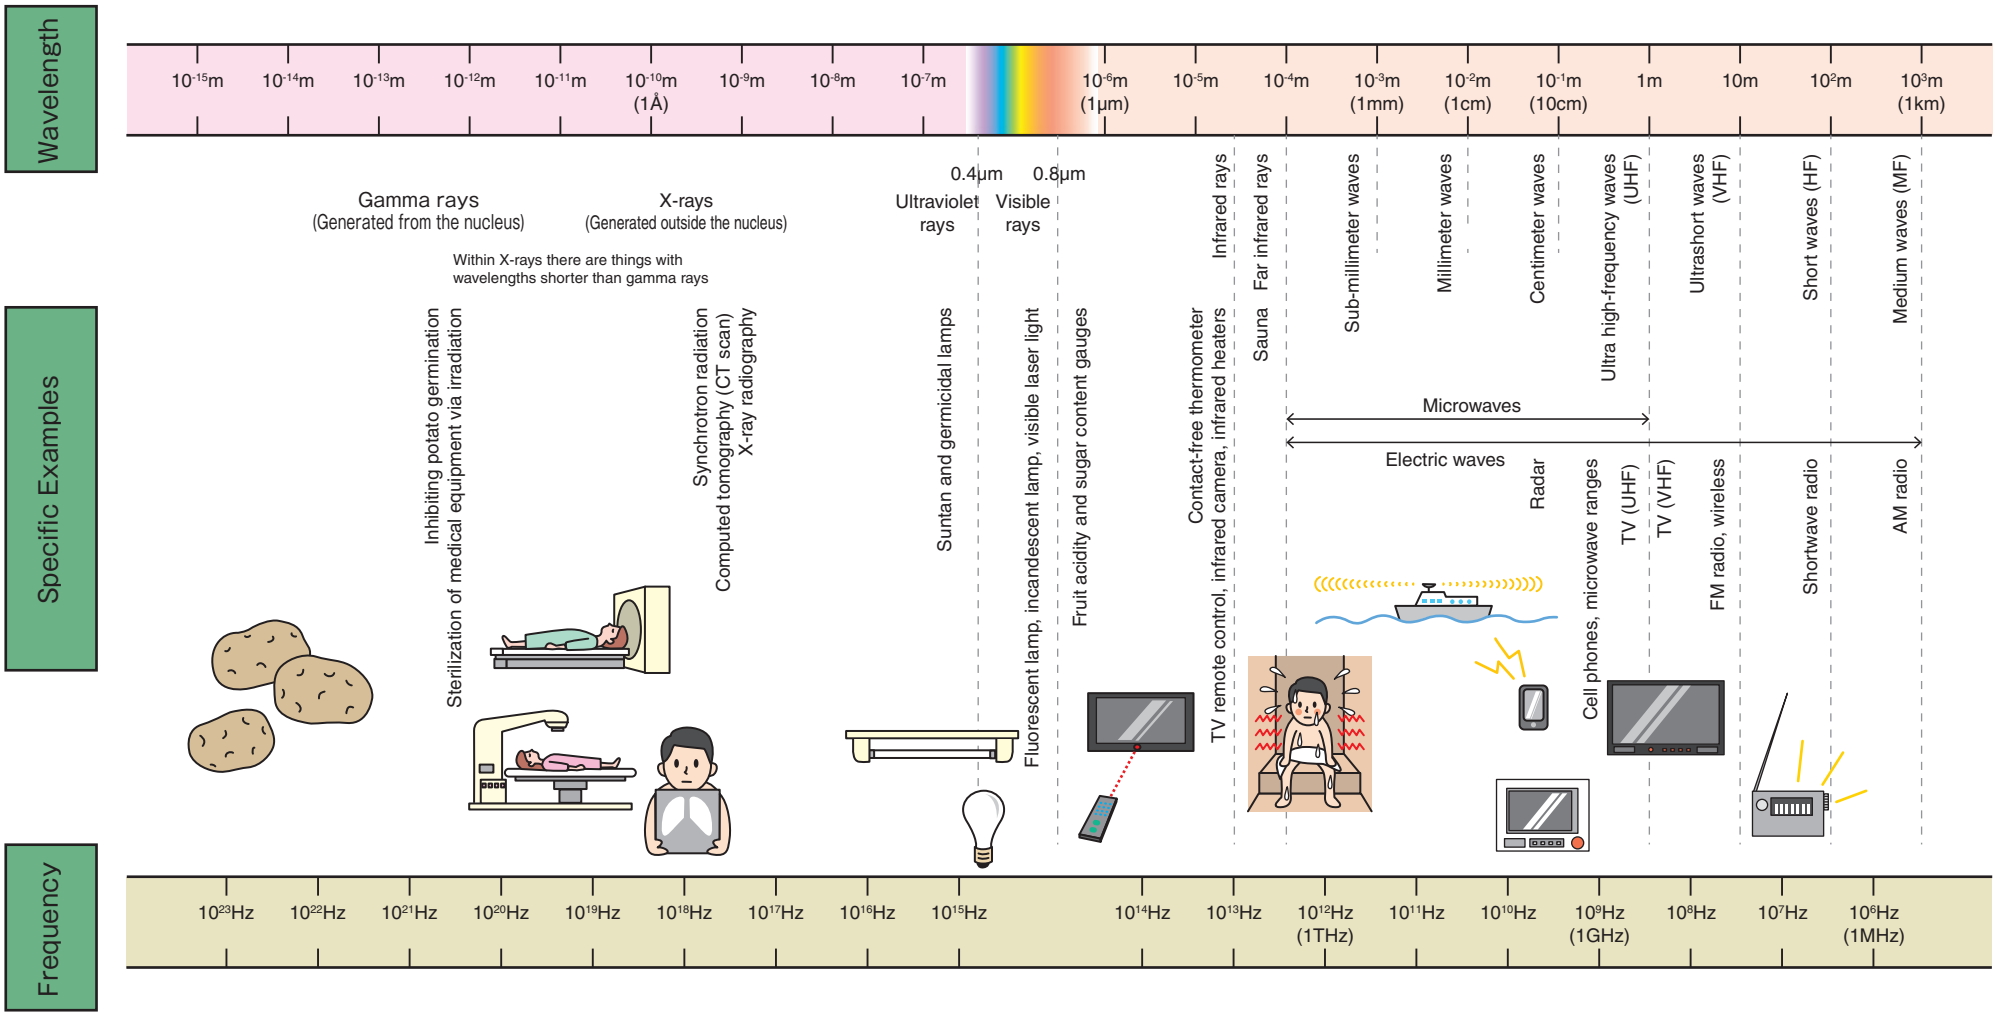 Wavelength
10⁻¹⁵m
10⁻¹⁴m
10⁻¹³m
10⁻¹²m
10⁻¹¹m
10⁻¹⁰m
(1Å)
10⁻⁹m
10⁻⁸m
10⁻⁷m
10⁻⁶m
(1μm)
10⁻⁵m
10⁻⁴m
10⁻³m
(1mm)
10⁻²m
(1cm)
10⁻¹m
(10cm)
1m
10m
10²m
10³m
(1km)
Gamma rays
(Generated from the nucleus)
X-rays
(Generated outside the nucleus)
Within X-rays there are things with
wavelengths shorter than gamma rays
0.4μm
0.8μm
Ultraviolet
rays
Visible
rays
Infrared rays
Far infrared rays
Sub-millimeter waves
Millimeter waves
Centimeter waves
Ultra high-frequency waves
(UHF)
Ultrashort waves
(VHF)
Short waves (HF)
Medium waves (MF)
Specific Examples
Inhibiting potato germination
Sterilization of medical equipment via irradiation
Synchrotron radiation
Computed tomography (CT scan)
X-ray radiography
Suntan and germicidal lamps
Fluorescent lamp, incandescent lamp, visible laser light
Fruit acidity and sugar content gauges
Contact-free thermometer
TV remote control, infrared camera, infrared heaters
Sauna
Microwaves
Electric waves
Radar
Cell phones, microwave ranges
TV (UHF)
TV (VHF)
FM radio, wireless
Shortwave radio
AM radio
Frequency
10²³Hz
10²²Hz
10²¹Hz
10²⁰Hz
10¹⁹Hz
10¹⁸Hz
10¹⁷Hz
10¹⁶Hz
10¹⁵Hz
10¹⁴Hz
10¹³Hz
10¹²Hz
(1THz)
10¹¹Hz
10¹⁰Hz
10⁹Hz
(1GHz)
10⁸Hz
10⁷Hz
10⁶Hz
(1MHz)